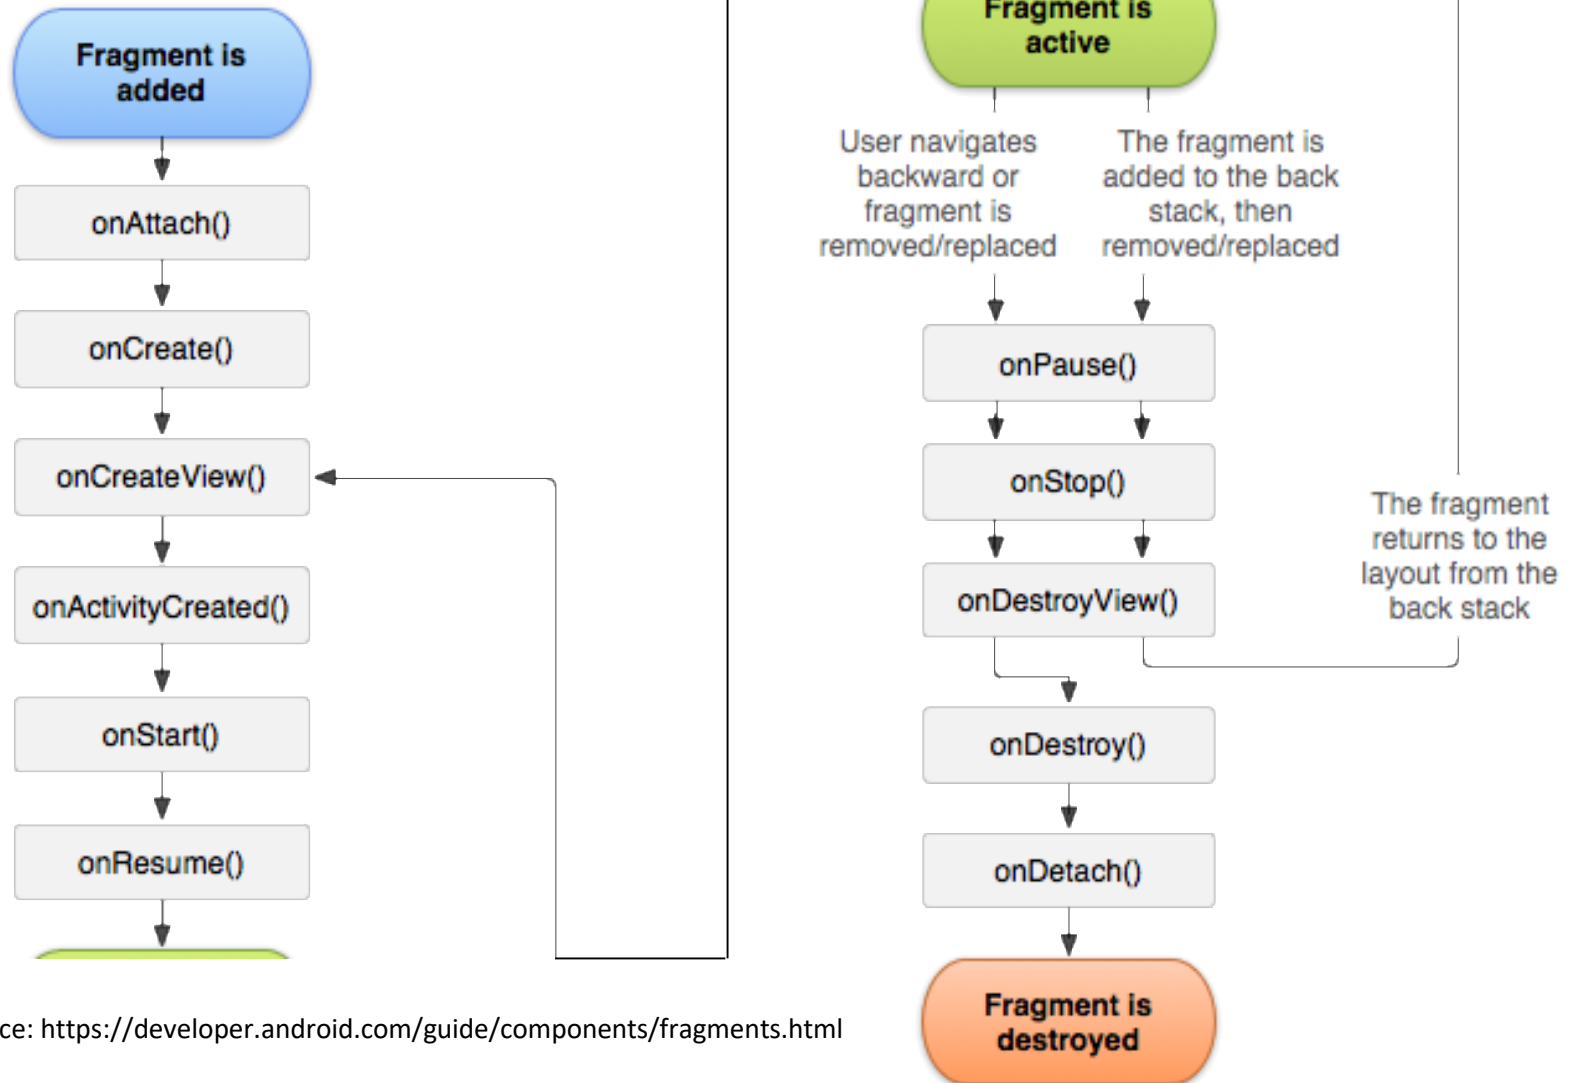 Fragment is
added
onAttach()
onCreate()
onCreateView()
onActivityCreated()
onStart()
onResume()
Fragment is
active
User navigates
backward or
fragment is
removed/replaced
The fragment is
added to the back
stack, then
removed/replaced
onPause()
onStop()
onDestroyView()
The fragment
returns to the
layout from the
back stack
onDestroy()
onDetach()
Fragment is
destroyed
ce: https://developer.android.com/guide/components/fragments.html